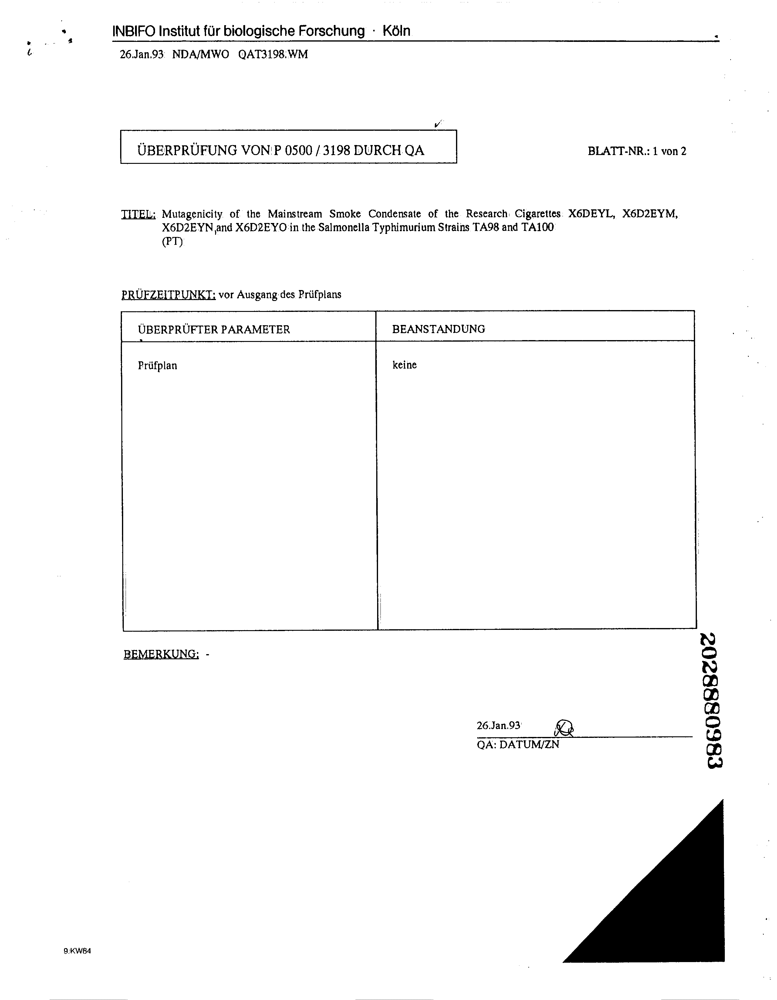 INBIFO Institut für biologische Forschung · Köln
26.Jan.93 NDA/MWO QAT3198.WM
ÜBERPRÜFUNG VON P 0500 / 3198 DURCH QA
BLATT-NR.: 1 von 2
TITEL: Mutagenicity of the Mainstream Smoke Condensate of the Research Cigarettes X6DEYL, X6D2EYM,
X6D2EYN, and X6D2EYO in the Salmonella Typhimurium Strains TA98 and TA100
(PT)
PRÜFZEITPUNKT: vor Ausgang des Prüfplans
ÜBERPRÜFTER PARAMETER BEANSTANDUNG
Prüfplan keine
BEMERKUNG: -
26.Jan.93
QA: DATUM/ZN
2028880983
9.KW84